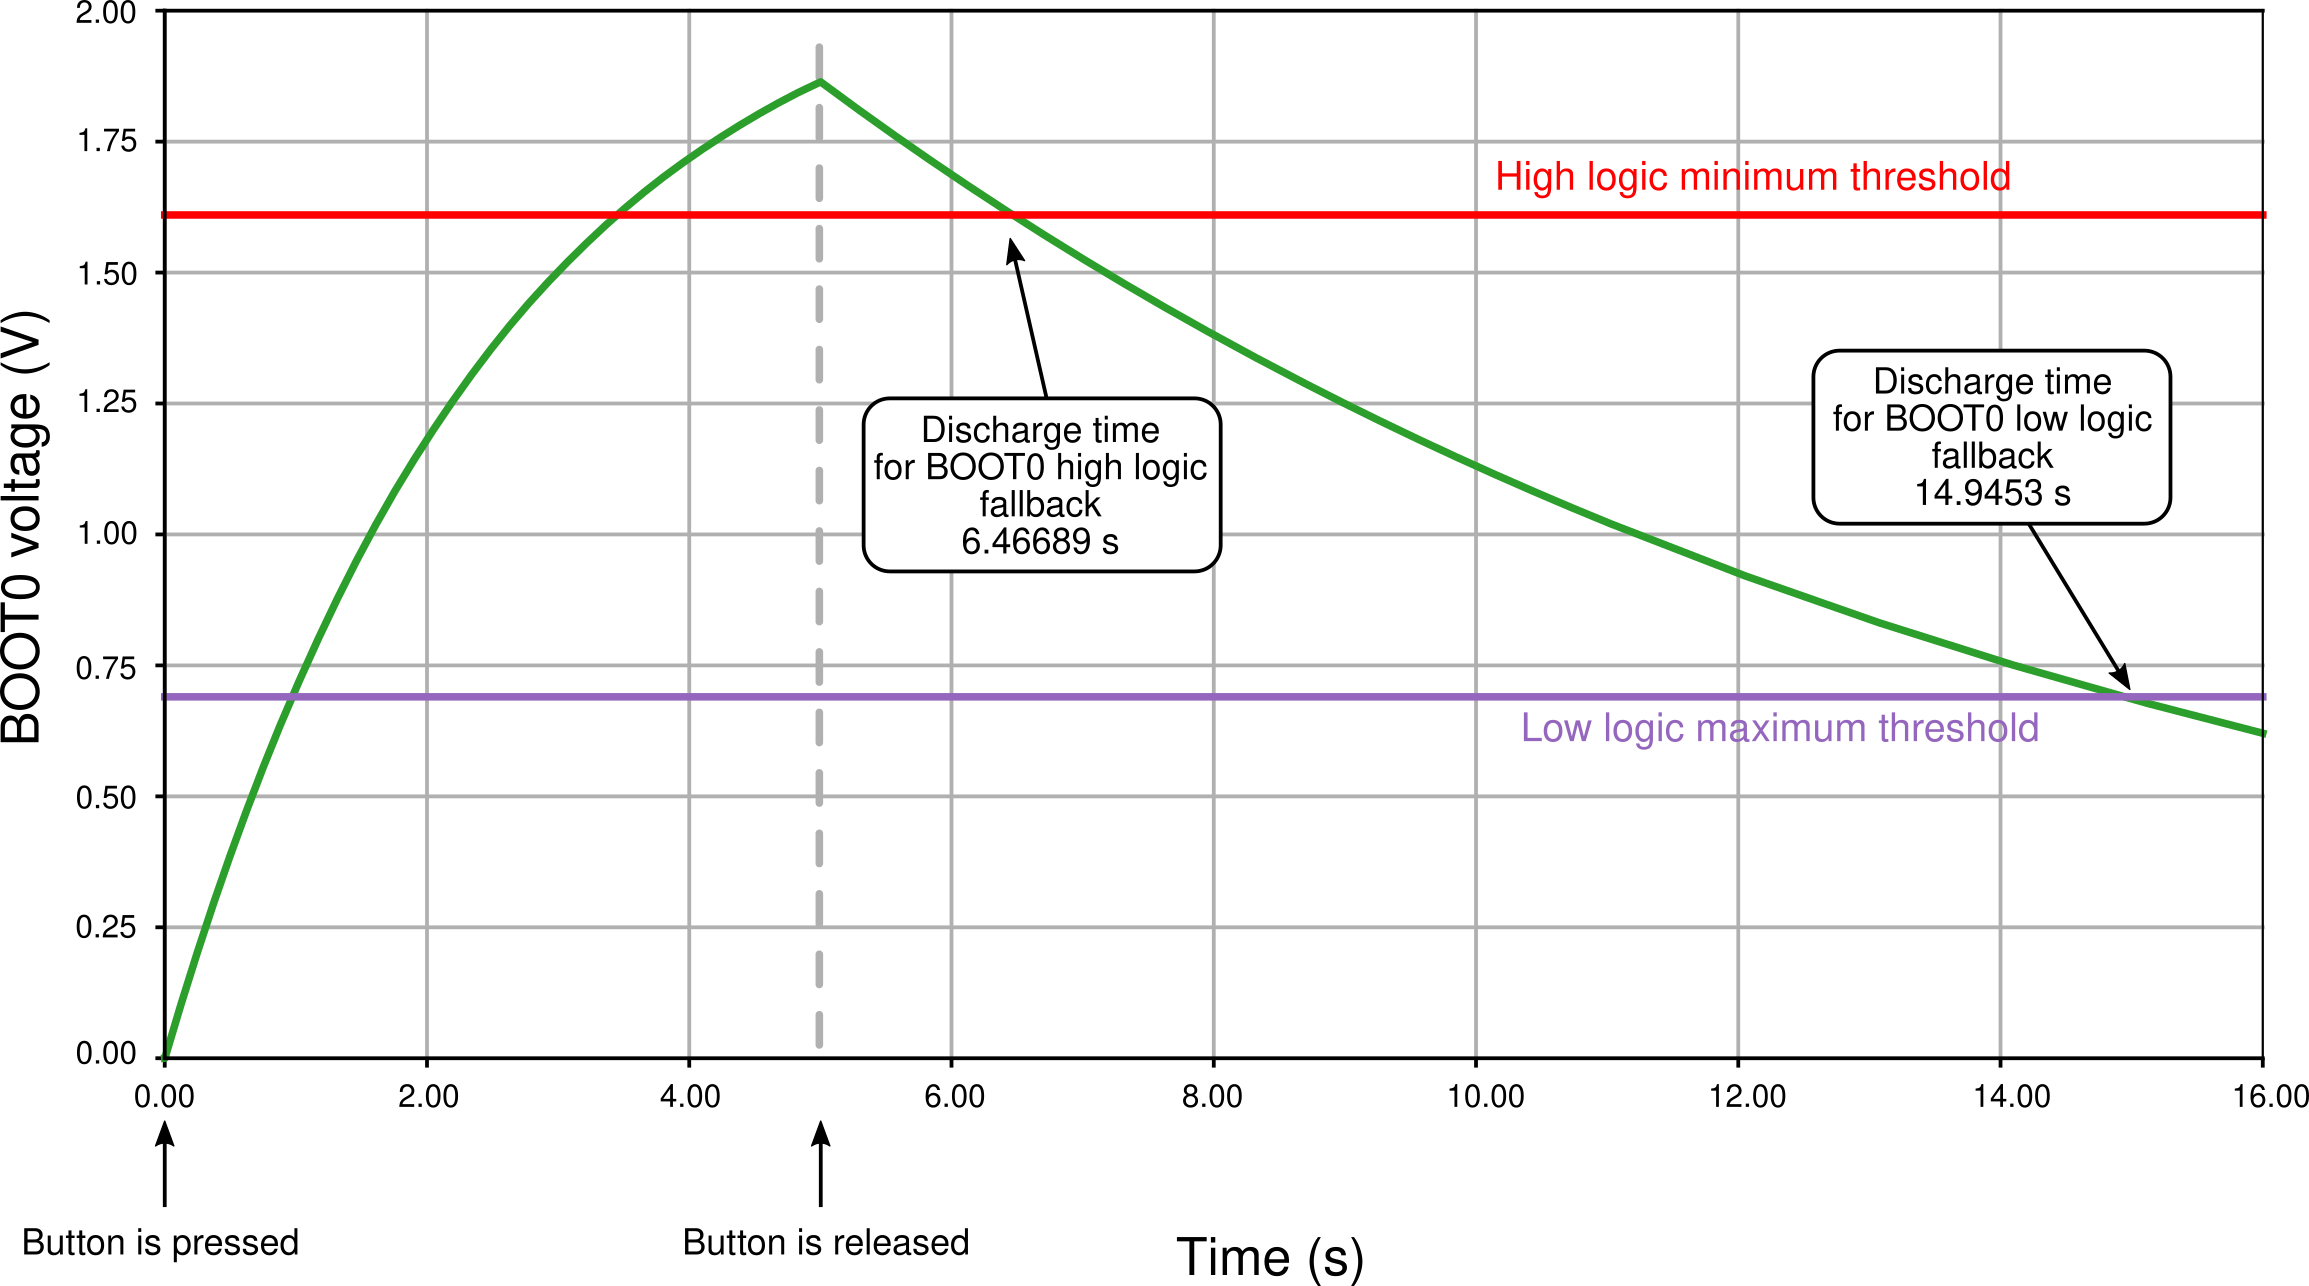 2.00
1.75
High logic minimum threshold
1.50
Discharge time
for BOOT0 low logic
fallback
14.9453 s
1.25
Discharge time
for BOOT0 high logic
fallback
6.46689 s
1.00
0.75
Low logic maximum threshold
0.50
0.25
0.00
BOOT0 voltage (V)
0.00 2.00 4.00 6.00 8.00 10.00 12.00 14.00 16.00
Button is pressed
Button is released
Time (s)